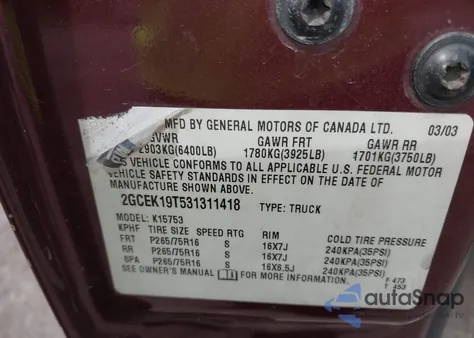 MFD BY GENERAL MOTORS OF CANADA LTD. 03/03
GVWR GAWR FRT GAWR RR
2903KG(6400LB) 1780KG(3925LB) 1701KG(3750LB)
VEHICLE CONFORMS TO ALL APPLICABLE U.S. FEDERAL MOTOR
VEHICLE SAFETY STANDARDS IN EFFECT ON THE DATE OF
MANUFACTURE SHOWN ABOVE.
2GCEK19T531311418 TYPE: TRUCK
MODEL: K15753
KPHF TIRE SIZE SPEED RTG RIM COLD TIRE PRESSURE
FRT P265/75R16 S 16X7J 240KPA(35PSI)
RR P265/75R16 S 16X7J 240KPA(35PSI)
SPA P265/75R16 S 16X6.5J 240KPA(35PSI)
SEE OWNER'S MANUAL FOR MORE INFORMATION.
F 473
T 453
autoSnap